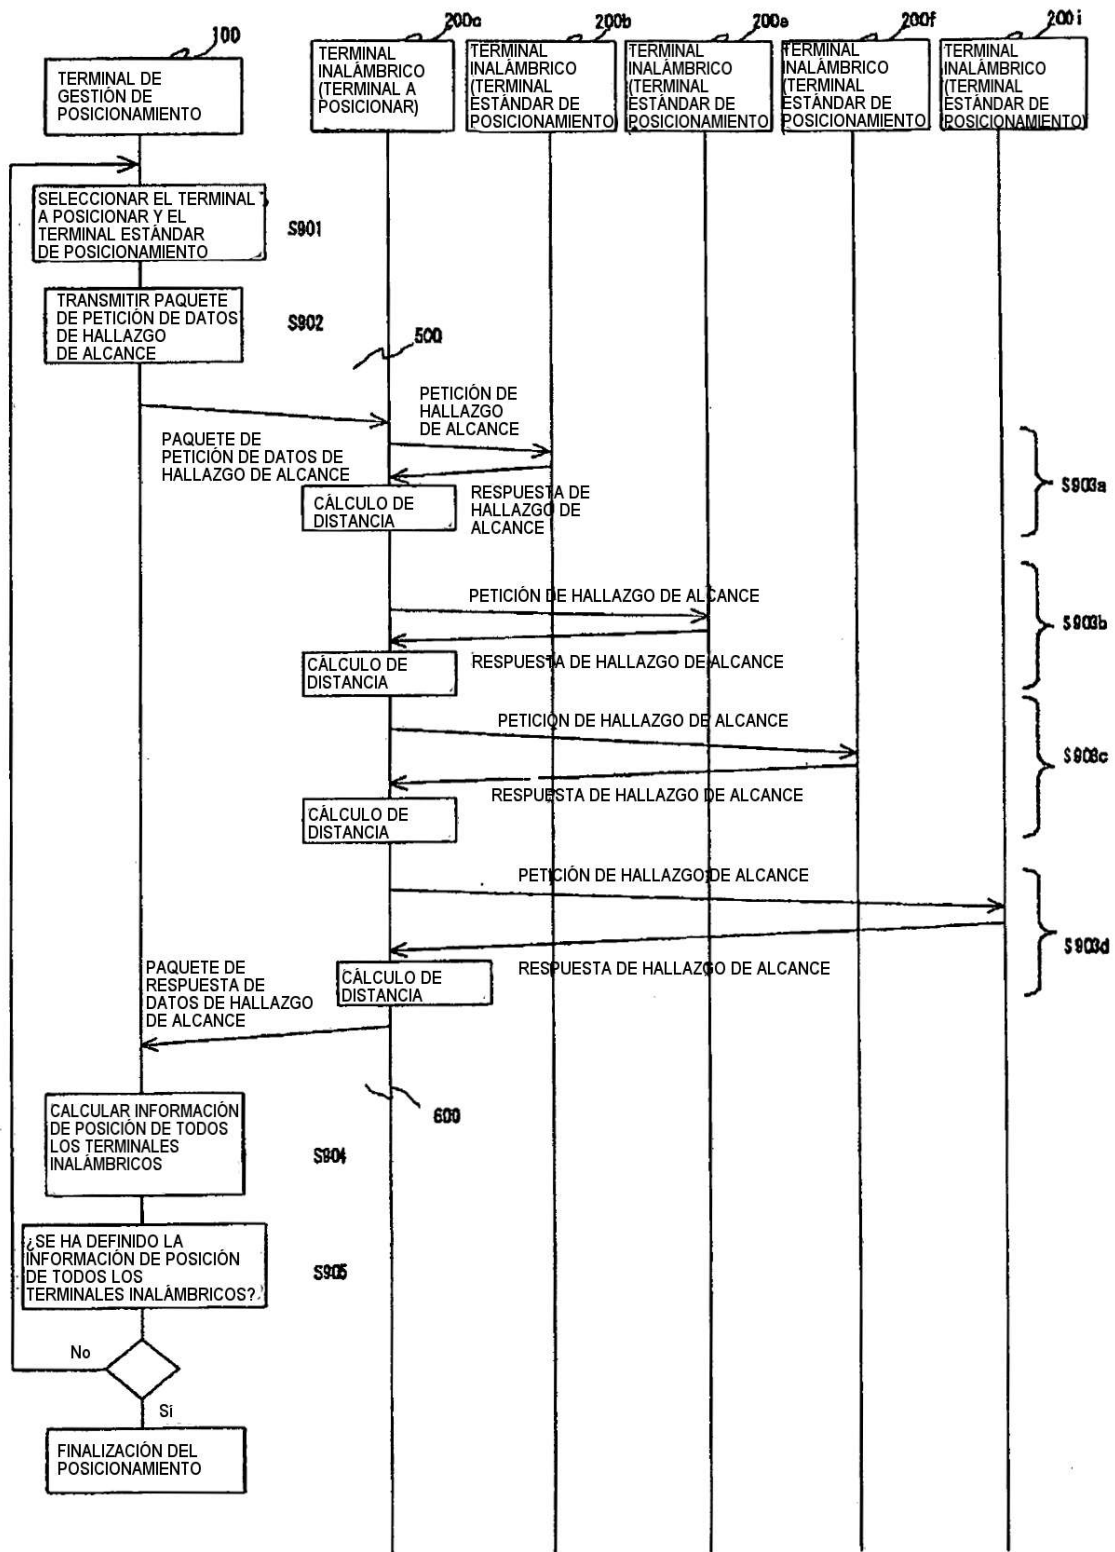 100
200c
200b
200e
200f
200i
TERMINAL DE
GESTIÓN DE
POSICIONAMIENTO
TERMINAL
INALÁMBRICO
(TERMINAL A
POSICIONAR)
TERMINAL
INALÁMBRICO
(TERMINAL
ESTÁNDAR DE
POSICIONAMIENTO)
TERMINAL
INALÁMBRICO
(TERMINAL
ESTÁNDAR DE
POSICIONAMIENTO)
TERMINAL
INALÁMBRICO
(TERMINAL
ESTÁNDAR DE
POSICIONAMIENTO)
TERMINAL
INALÁMBRICO
(TERMINAL
ESTÁNDAR DE
POSICIONAMIENTO)
SELECCIONAR EL TERMINAL
A POSICIONAR Y EL
TERMINAL ESTÁNDAR
DE POSICIONAMIENTO
S901
TRANSMITIR PAQUETE
DE PETICIÓN DE DATOS
DE HALLAZGO
DE ALCANCE
S902
500
PETICIÓN DE
HALLAZGO
DE ALCANCE
PAQUETE DE
PETICIÓN DE DATOS DE
HALLAZGO DE ALCANCE
CÁLCULO DE
DISTANCIA
RESPUESTA DE
HALLAZGO DE
ALCANCE
S903a
PETICIÓN DE HALLAZGO DE ALCANCE
S903b
CÁLCULO DE
DISTANCIA
RESPUESTA DE HALLAZGO DE ALCANCE
PETICIÓN DE HALLAZGO DE ALCANCE
S903c
RESPUESTA DE HALLAZGO DE ALCANCE
CÁLCULO DE
DISTANCIA
PETICIÓN DE HALLAZGO DE ALCANCE
S903d
RESPUESTA DE HALLAZGO DE ALCANCE
CÁLCULO DE
DISTANCIA
PAQUETE DE
RESPUESTA DE
DATOS DE HALLAZGO
DE ALCANCE
600
CALCULAR INFORMACIÓN
DE POSICIÓN DE TODOS
LOS TERMINALES
INALÁMBRICOS
S904
¿SE HA DEFINIDO LA
INFORMACIÓN DE POSICIÓN
DE TODOS LOS
TERMINALES INALÁMBRICOS?
S905
No
Sí
FINALIZACIÓN DEL
POSICIONAMIENTO